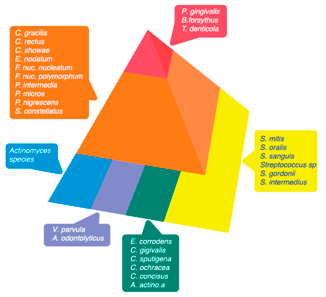 P. gingivalis
B.forsythus
T. denticola
C. gracilis
C. rectus
C. showae
E. nodatum
F. nuc. nucleatum
F. nuc. polymorphum
P. intermedia
P. micros
P. nigrescens
S. constellatus
Actinomyces
species
S. mitis
S. oralis
S. sanguis
Streptococcus sp
S. gordonii
S. intermedius
V. parvula
A. odontolyticus
E. corrodens
C. gigivalis
C. sputigena
C. ochracea
C. concisus
A. actino.a